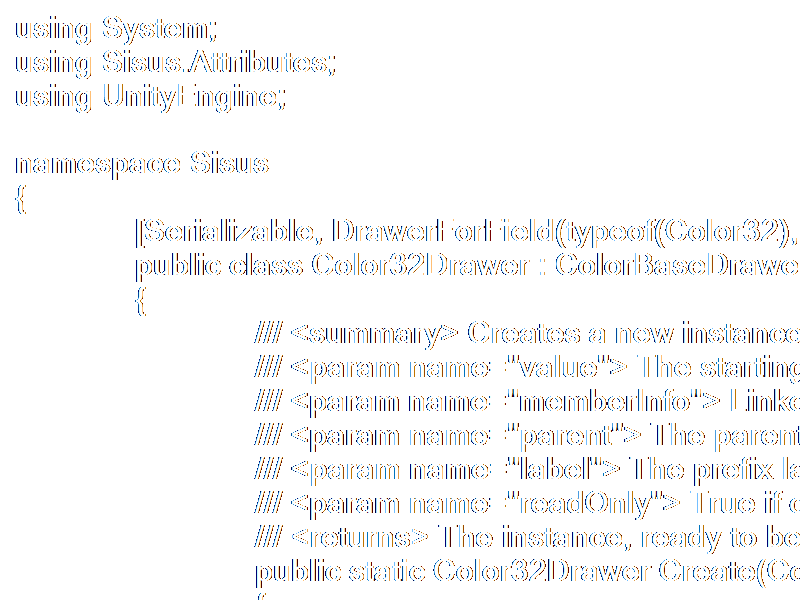 using System;
using Sisus.Attributes;
using UnityEngine;
namespace Sisus
{
[Serializable, DrawerForField(typeof(Color32),
public class Color32Drawer : ColorBaseDrawe
{
/// <summary> Creates a new instance
/// <param name="value"> The starting
/// <param name="memberInfo"> Linke
/// <param name="parent"> The parent
/// <param name="label"> The prefix la
/// <param name="readOnly"> True if c
/// <returns> The instance, ready to be
public static Color32Drawer Create(Co
{